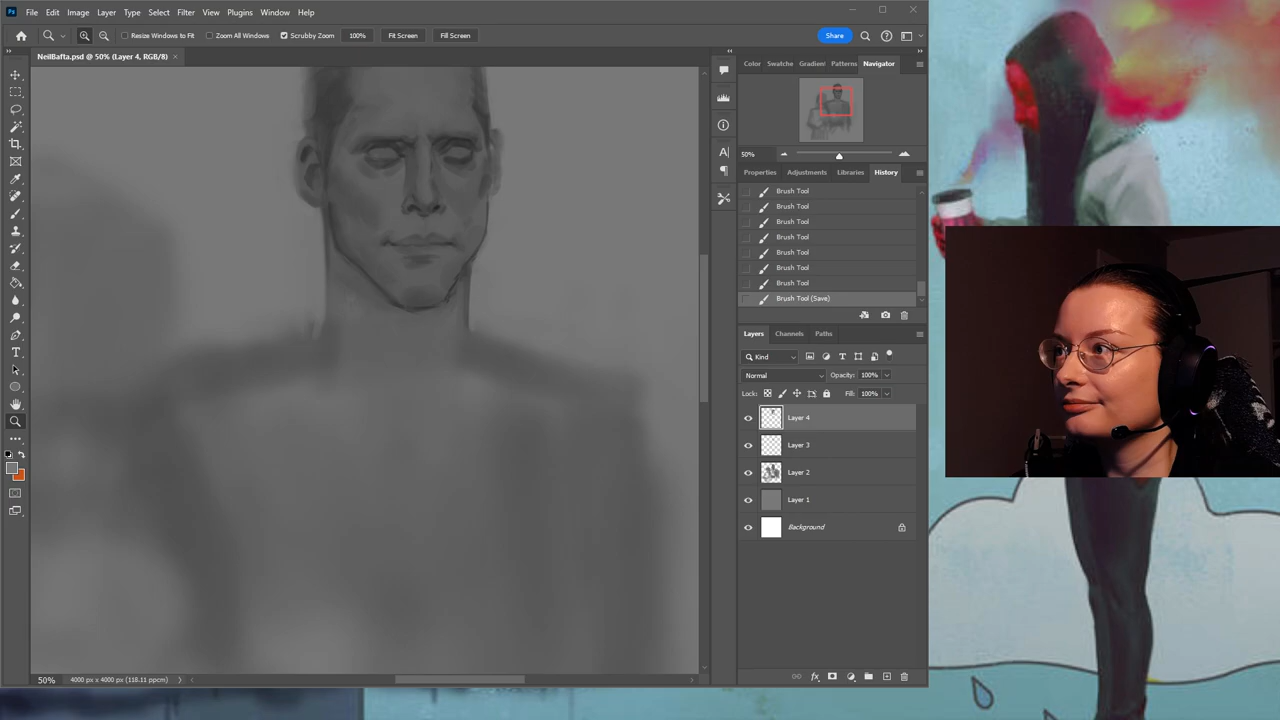 Ps File Edit Image Layer Type Select Filter View Plugins Window Help
Resize Windows to Fit Zoom All Windows Scrubby Zoom 100% Fit Screen Fill Screen Share
NeilBafta.psd @ 50% (Layer 4, RGB/8)
Color Swatche Gradien Patterns Navigator
50%
Properties Adjustments Libraries History
Brush Tool
Brush Tool
Brush Tool
Brush Tool
Brush Tool
Brush Tool
Brush Tool
Brush Tool (Save)
Layers Channels Paths
Kind
Normal Opacity: 100%
Lock: Fill: 100%
Layer 4
Layer 3
Layer 2
Layer 1
Background
50% 4000 px x 4000 px (118.11 ppcm)